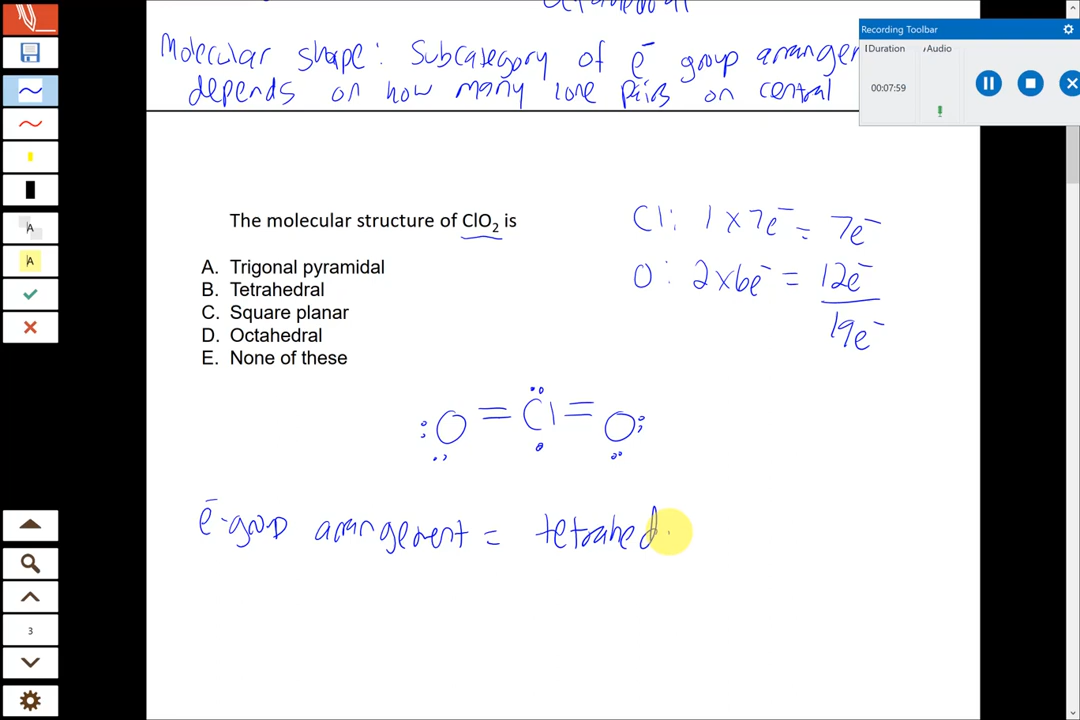 Recording Toolbar
Duration
Audio
00:07:59
Molecular shape: Subcategory of e⁻ group arranger
depends on how many lone pairs on central
The molecular structure of ClO₂ is
A. Trigonal pyramidal
B. Tetrahedral
C. Square planar
D. Octahedral
E. None of these
Cl: 1 x 7e⁻ = 7e⁻
O: 2 x 6e⁻ = 12e⁻
19e⁻
O = Cl = O
e⁻-group arrangement = tetrahed
3